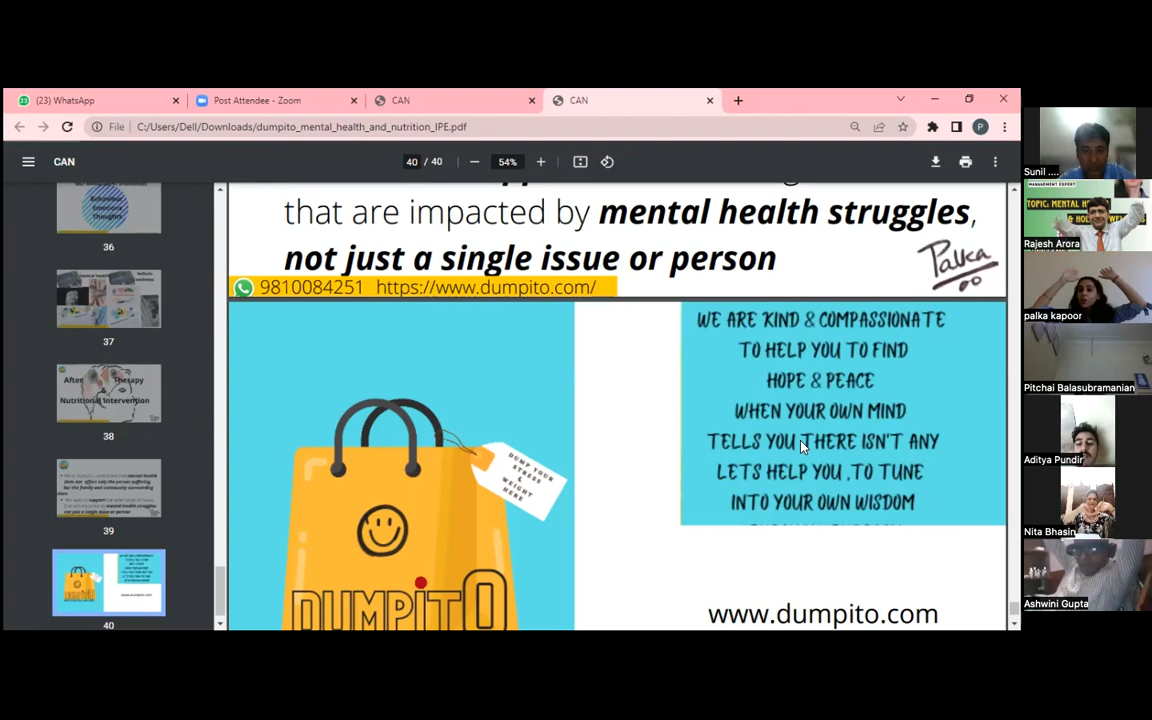 (23) WhatsApp
Post Attendee - Zoom
CAN
CAN
File
C:/Users/Dell/Downloads/dumpito_mental_health_and_nutrition_IPE.pdf
P
CAN
40 / 40
54%
36
37
38
39
40
Behaviour
Emotions
Thoughts
After Therapy
Nutritional Intervention
that are impacted by mental health struggles,
not just a single issue or person
Palka
9810084251 https://www.dumpito.com/
WE ARE KIND & COMPASSIONATE
TO HELP YOU TO FIND
HOPE & PEACE
WHEN YOUR OWN MIND
TELLS YOU THERE ISN'T ANY
LETS HELP YOU ,TO TUNE
INTO YOUR OWN WISDOM
DUMP YOUR
STRESS
&
WEIGHT
HERE
DUMPiTO
www.dumpito.com
Sunil ....
MANAGEMENT EXPERT
Rajesh Arora
palka kapoor
Pitchai Balasubramanian
Aditya Pundir
Nita Bhasin
Ashwini Gupta